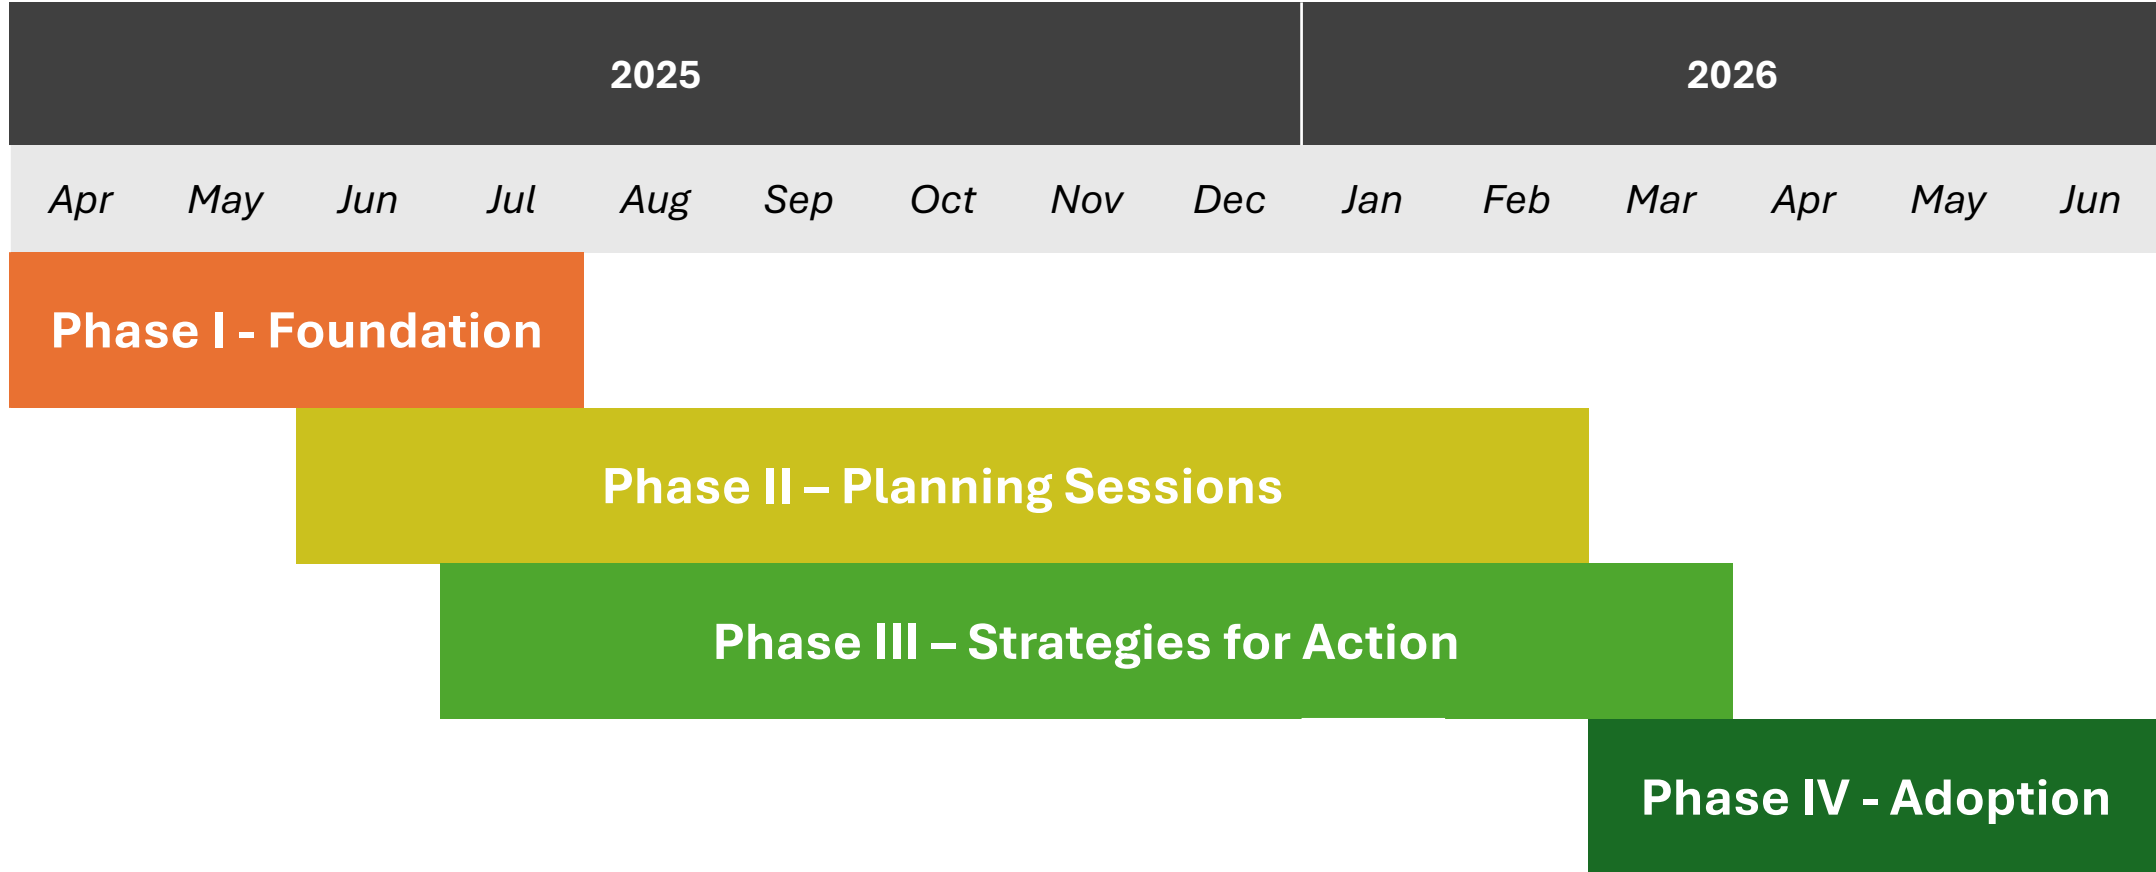 2025 2026
Apr May Jun Jul Aug Sep Oct Nov Dec Jan Feb Mar Apr May Jun
Phase I - Foundation
Phase II – Planning Sessions
Phase III – Strategies for Action
Phase IV - Adoption